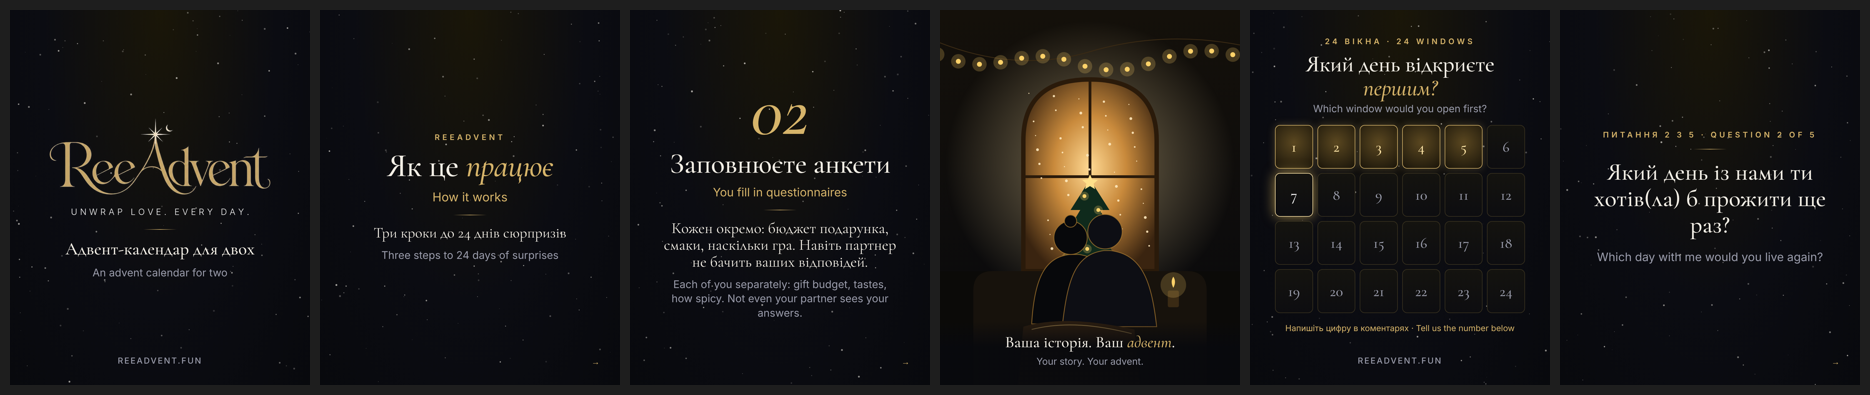 ReeAdvent
UNWRAP LOVE. EVERY DAY.
Адвент-календар для двох
An advent calendar for two
REEADVENT.FUN
REEADVENT
Як це працює
How it works
Три кроки до 24 днів сюрпризів
Three steps to 24 days of surprises
→
02
Заповнюєте анкети
You fill in questionnaires
Кожен окремо: бюджет подарунка,
смаки, наскільки гра. Навіть партнер
не бачить ваших відповідей.
Each of you separately: gift budget, tastes,
how spicy. Not even your partner sees your
answers.
→
Ваша історія. Ваш адвент.
Your story. Your advent.
24 ВІКНА · 24 WINDOWS
Який день відкриєте
першим?
Which window would you open first?
1 2 3 4 5 6
7 8 9 10 11 12
13 14 15 16 17 18
19 20 21 22 23 24
Напишіть цифру в коментарях · Tell us the number below
REEADVENT.FUN
ПИТАННЯ 2 З 5 · QUESTION 2 OF 5
Який день із нами ти
хотів(ла) б прожити ще
раз?
Which day with me would you live again?
→